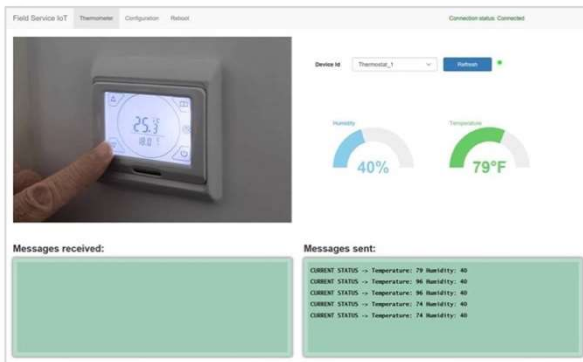 Field Service IoT Thermometer Configuration Reboot Connection status: Connected
Device Id Thermostat_1 Refresh
25.3
18.0
Humidity Temperature
40% 79°F
Messages received: Messages sent:
CURRENT STATUS -> Temperature: 79 Humidity: 40
CURRENT STATUS -> Temperature: 96 Humidity: 40
CURRENT STATUS -> Temperature: 96 Humidity: 40
CURRENT STATUS -> Temperature: 74 Humidity: 40
CURRENT STATUS -> Temperature: 74 Humidity: 40